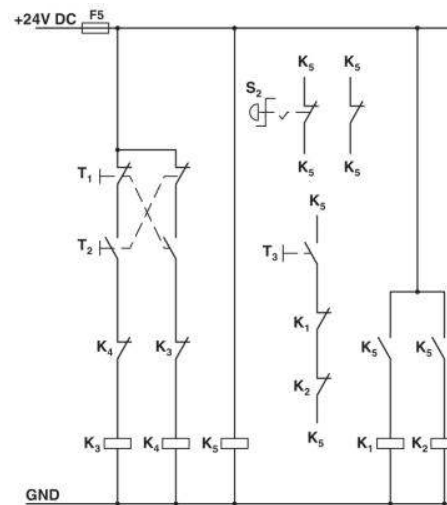 F5
+24V DC
K5 K5
S2
K5 K5
T1
K5
T2
T3
K4 K3 K1 K5 K5
K2
K3 K4 K5 K5 K1 K2
GND